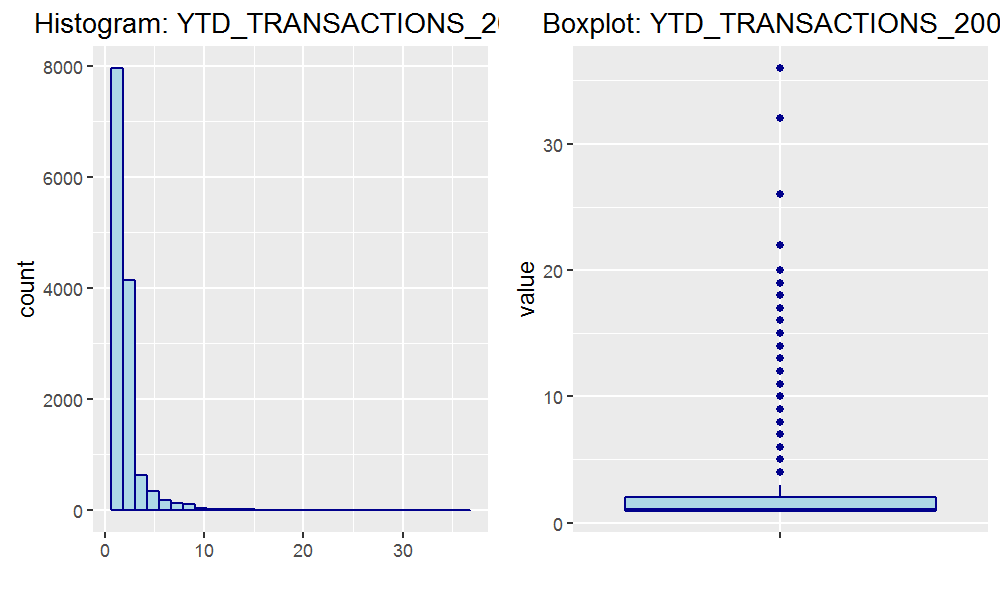 Histogram: YTD_TRANSACTIONS_20
8000
6000
4000
2000
0
count
0 10 20 30
Boxplot: YTD_TRANSACTIONS_200
30
20
10
0
value